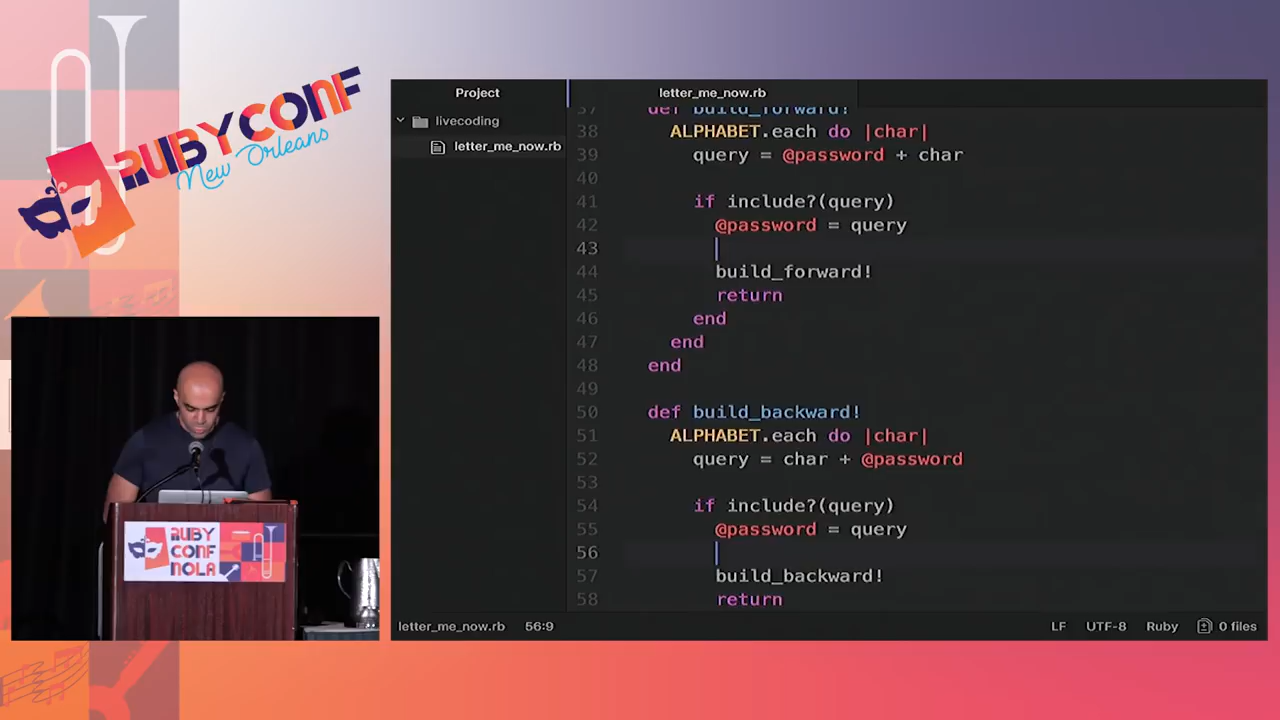 RUBYCONF
New Orleans
RUBY
CONF
NOLA
Project
livecoding
letter_me_now.rb
letter_me_now.rb
37 def build_forward!
38 ALPHABET.each do |char|
39 query = @password + char
40
41 if include?(query)
42 @password = query
43
44 build_forward!
45 return
46 end
47 end
48 end
49
50 def build_backward!
51 ALPHABET.each do |char|
52 query = char + @password
53
54 if include?(query)
55 @password = query
56
57 build_backward!
58 return
letter_me_now.rb 56:9 LF UTF-8 Ruby 0 files